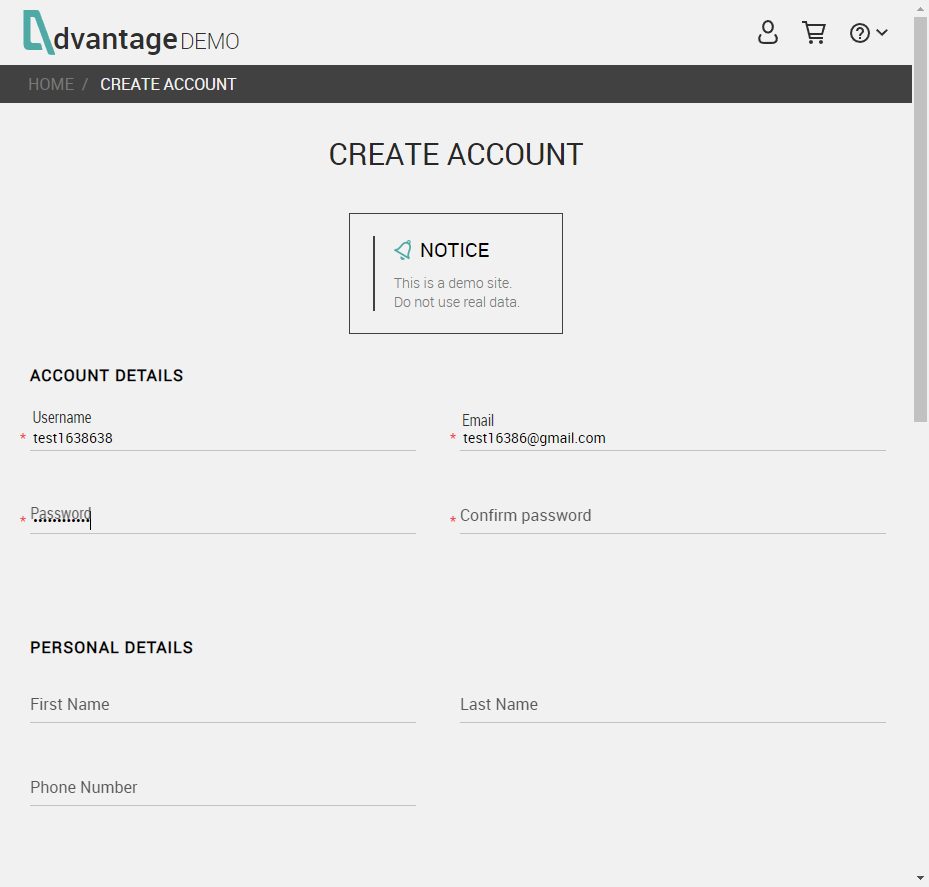 dvantage DEMO
HOME / CREATE ACCOUNT
CREATE ACCOUNT
NOTICE
This is a demo site.
Do not use real data.
ACCOUNT DETAILS
Username
* test1638638
Email
* test16386@gmail.com
* Password
* Confirm password
PERSONAL DETAILS
First Name
Last Name
Phone Number